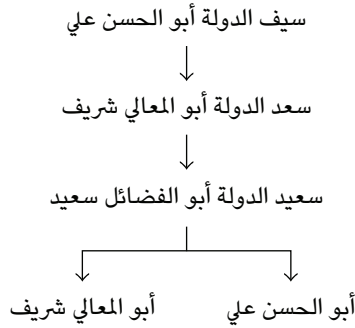 سيف الدولة أبو الحسن علي
سعد الدولة أبو المعالي شريف
سعيد الدولة أبو الفضائل سعيد
أبو الحسن علي
أبو المعالي شريف